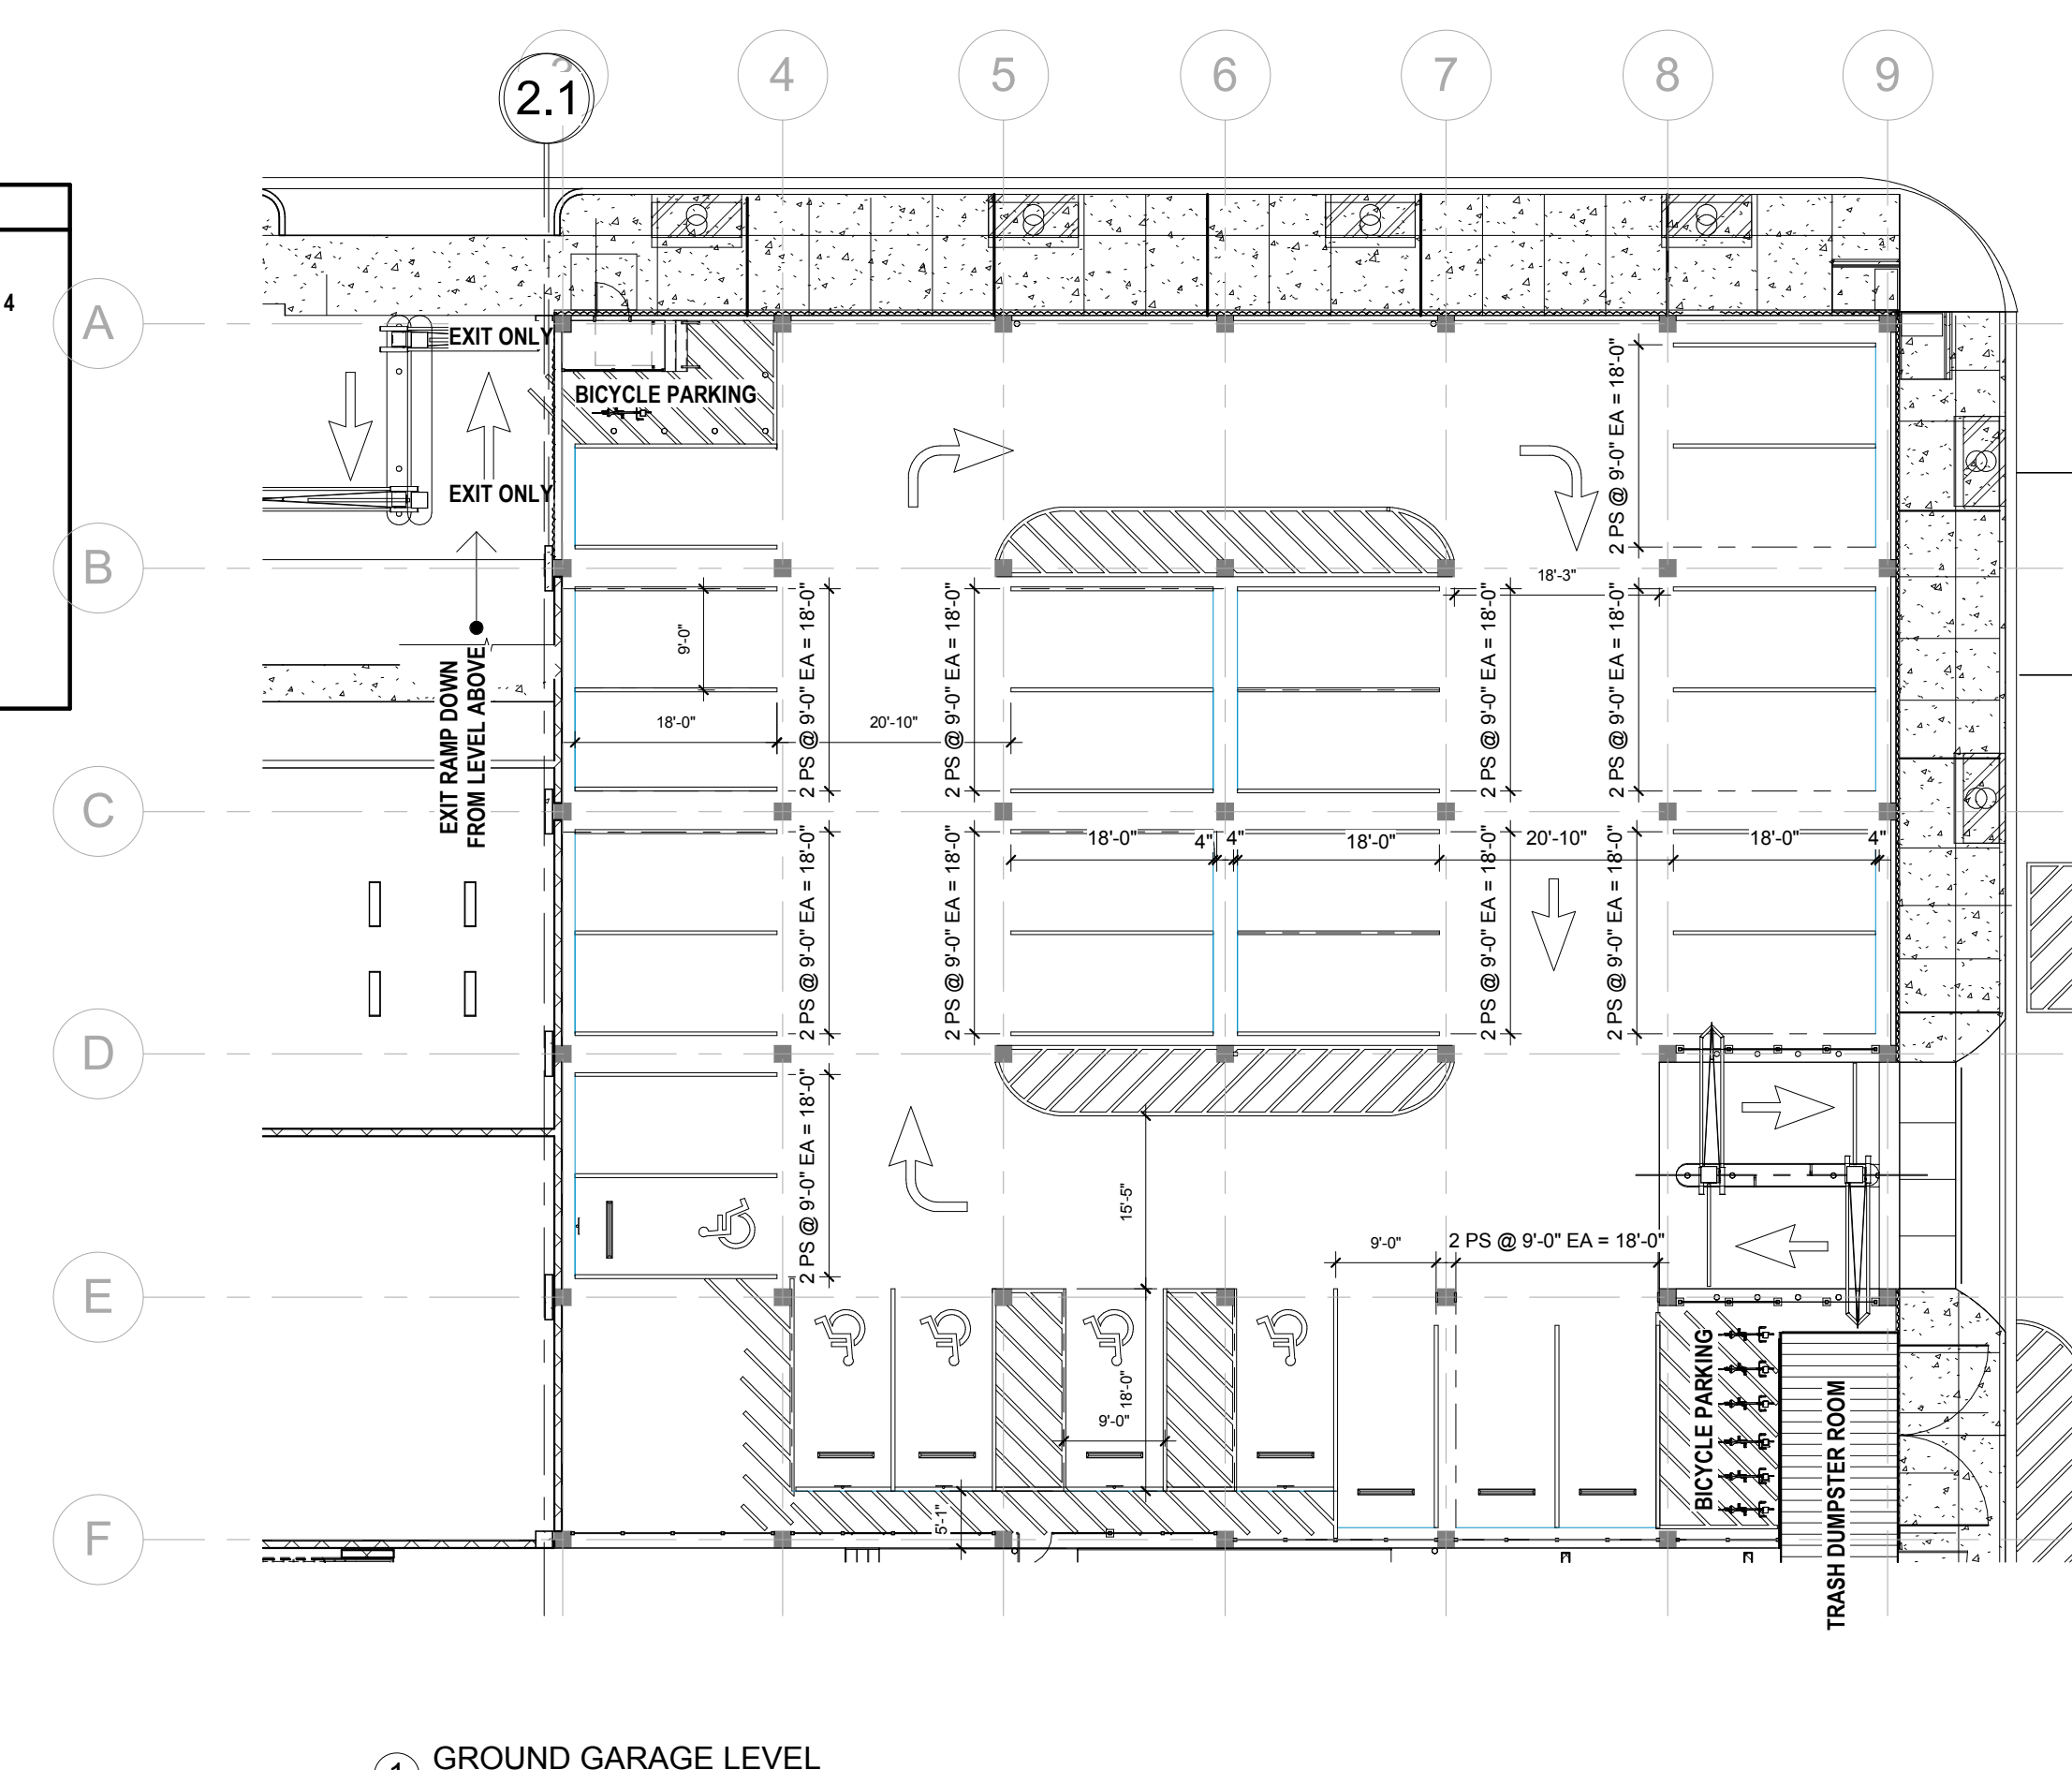 3
2.1
4
5
6
7
8
9
4
A
B
C
D
E
F
EXIT ONLY
BICYCLE PARKING
EXIT ONLY
2 PS @ 9'-0" EA = 18'-0"
18'-3"
9'-0"
2 PS @ 9'-0" EA = 18'-0"
2 PS @ 9'-0" EA = 18'-0"
2 PS @ 9'-0" EA = 18'-0"
2 PS @ 9'-0" EA = 18'-0"
EXIT RAMP DOWN
FROM LEVEL ABOVE
18'-0"
20'-10"
18'-0"
4"
4"
18'-0"
20'-10"
18'-0"
4"
2 PS @ 9'-0" EA = 18'-0"
2 PS @ 9'-0" EA = 18'-0"
2 PS @ 9'-0" EA = 18'-0"
2 PS @ 9'-0" EA = 18'-0"
2 PS @ 9'-0" EA = 18'-0"
15'-5"
9'-0"
2 PS @ 9'-0" EA = 18'-0"
18'-0"
9'-0"
5'-1"
BICYCLE PARKING
TRASH DUMPSTER ROOM
1
GROUND GARAGE LEVEL